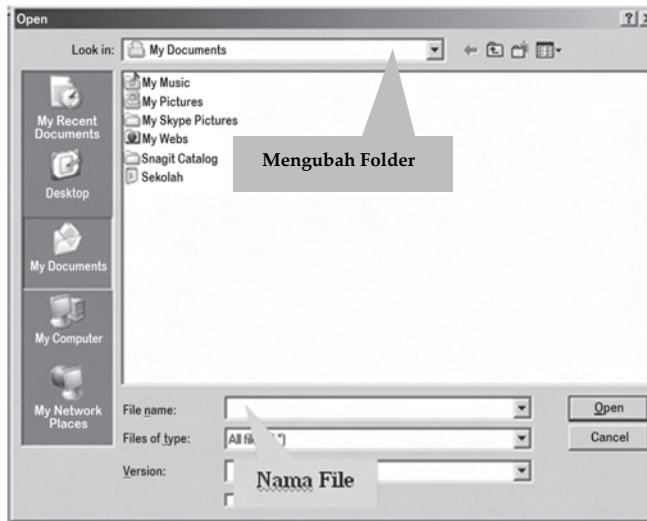 Open
Look in: My Documents
My Music
My Pictures
My Skype Pictures
My Webs
Snagit Catalog
Sekolah
Mengubah Folder
My Recent
Documents
Desktop
My Documents
My Computer
My Network
Places
File name:
Open
Files of type: All
Cancel
Version:
Nama File